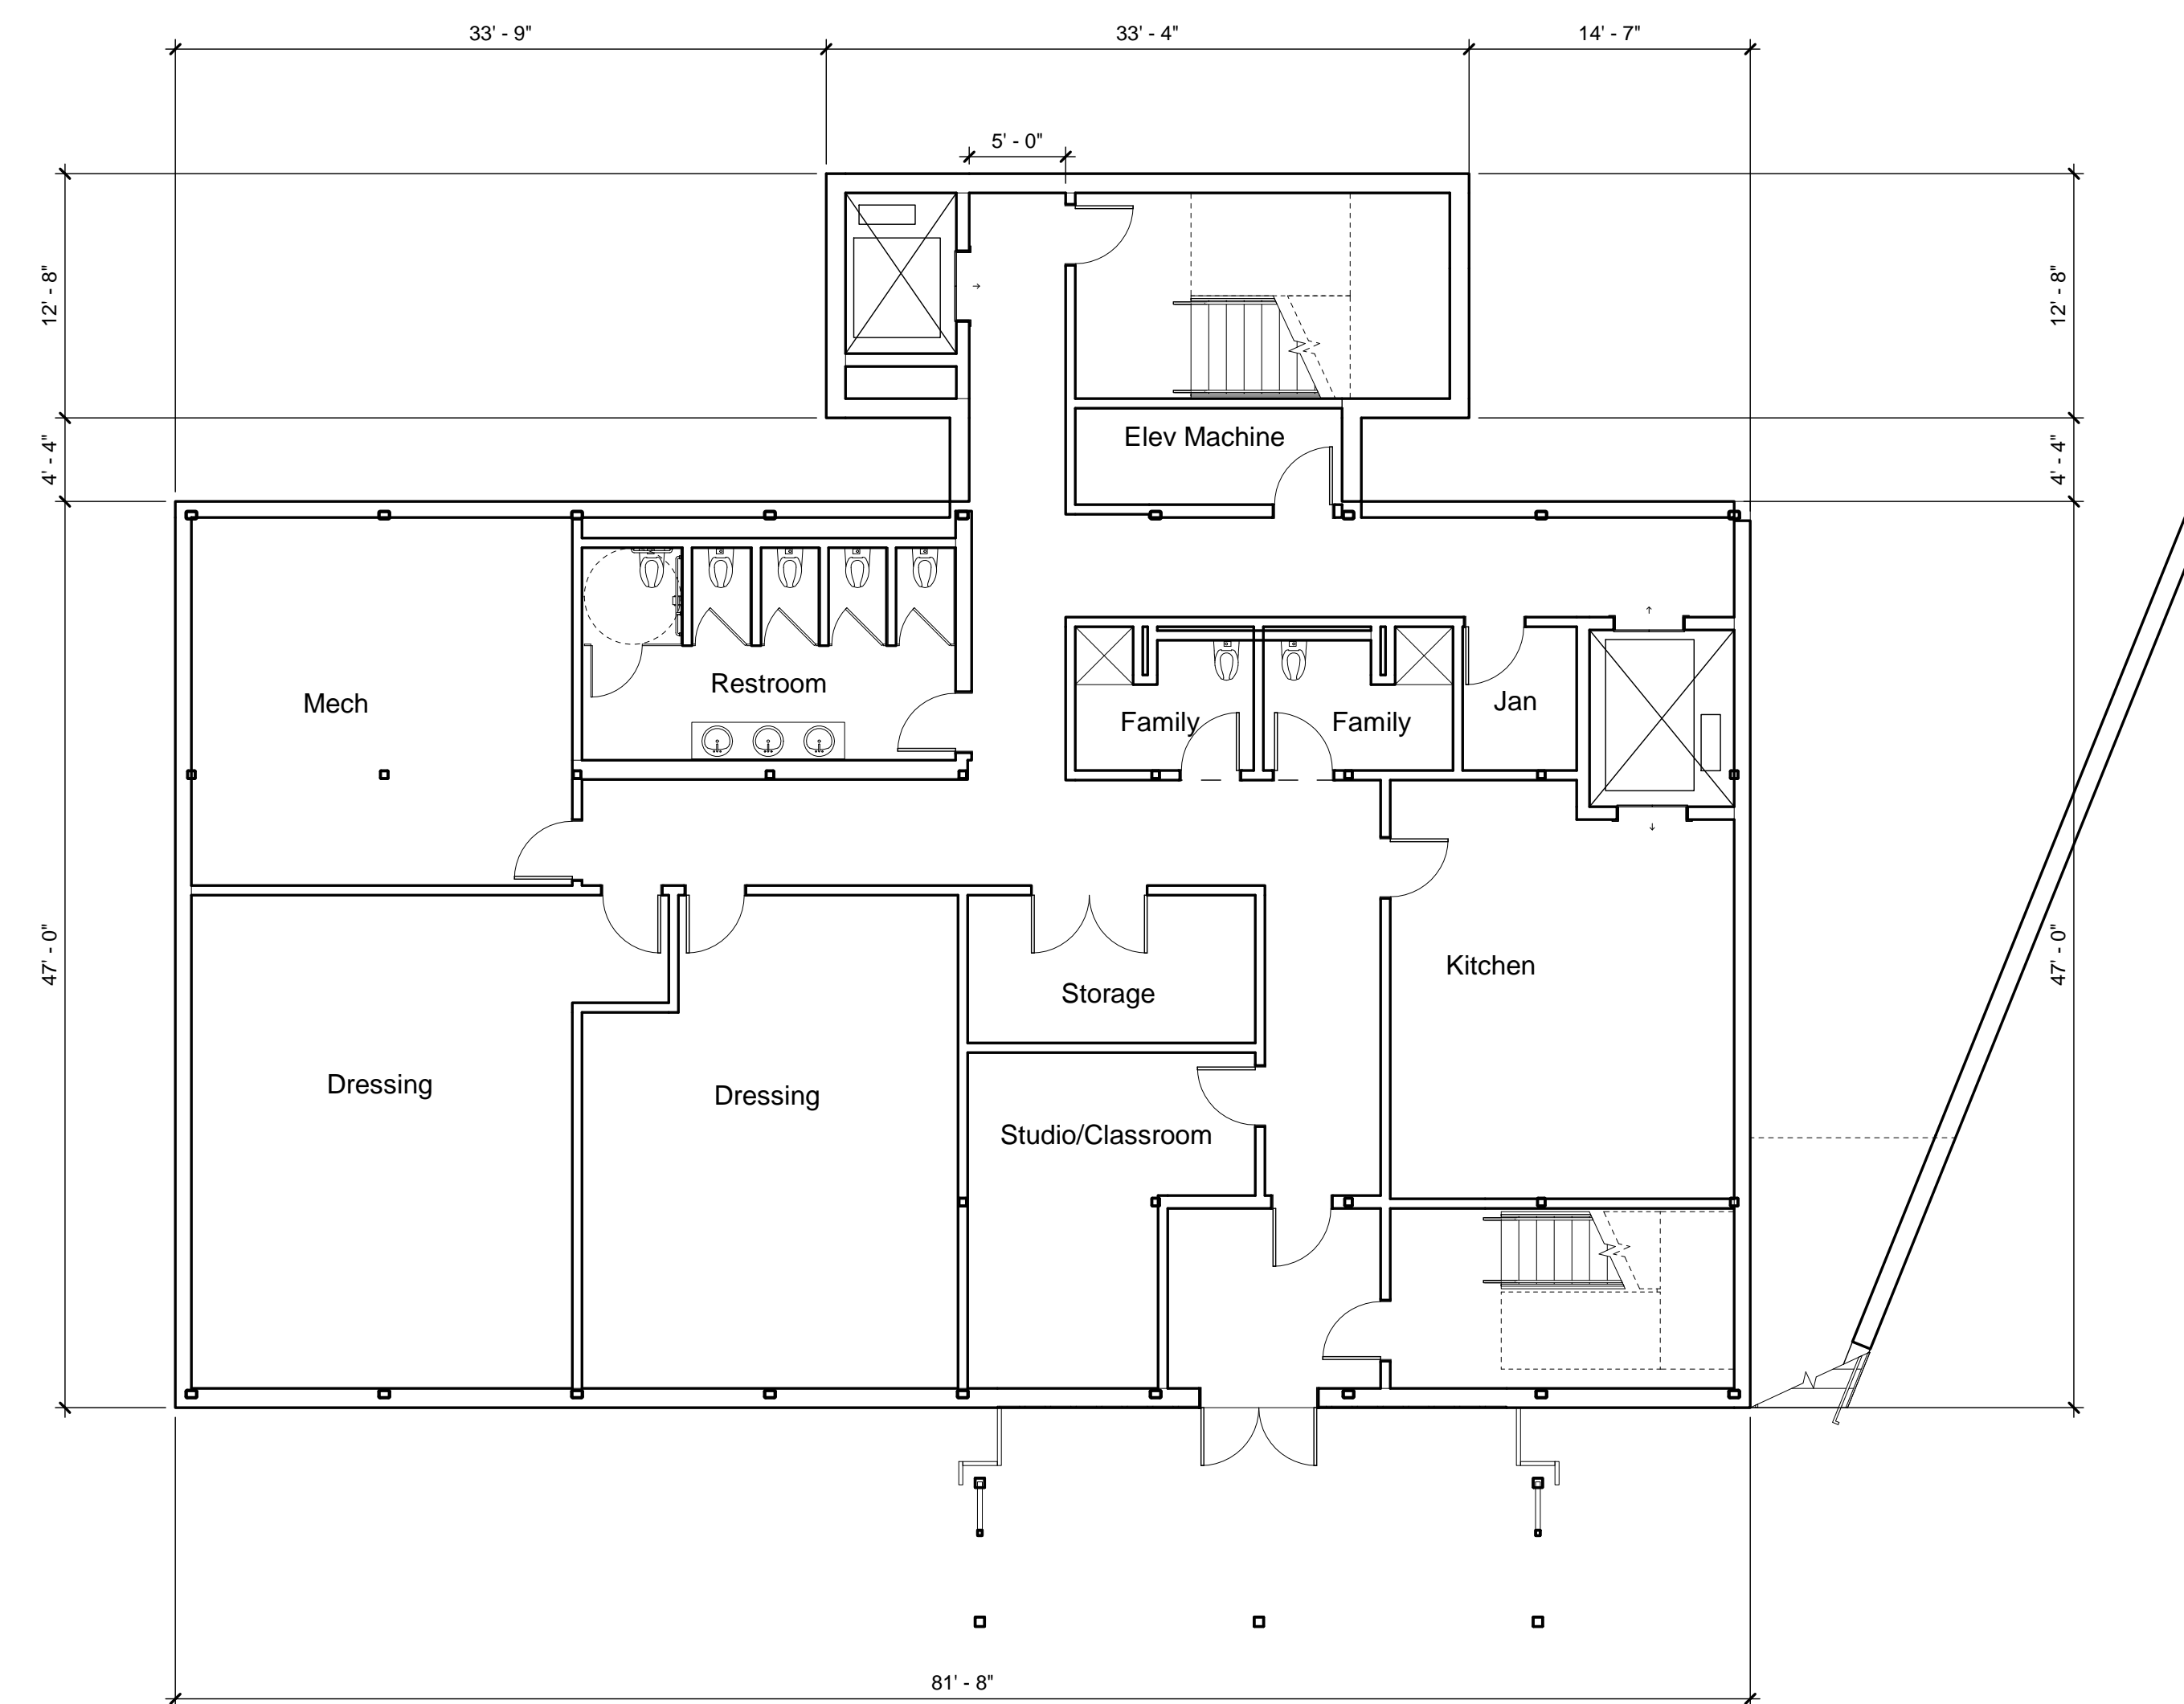 33' - 9"
33' - 4"
14' - 7"
5' - 0"
12' - 8"
12' - 8"
4' - 4"
Elev Machine
4' - 4"
Restroom
Mech
Family
Family
Jan
47' - 0"
Kitchen
47' - 0"
Storage
Dressing
Dressing
Studio/Classroom
81' - 8"